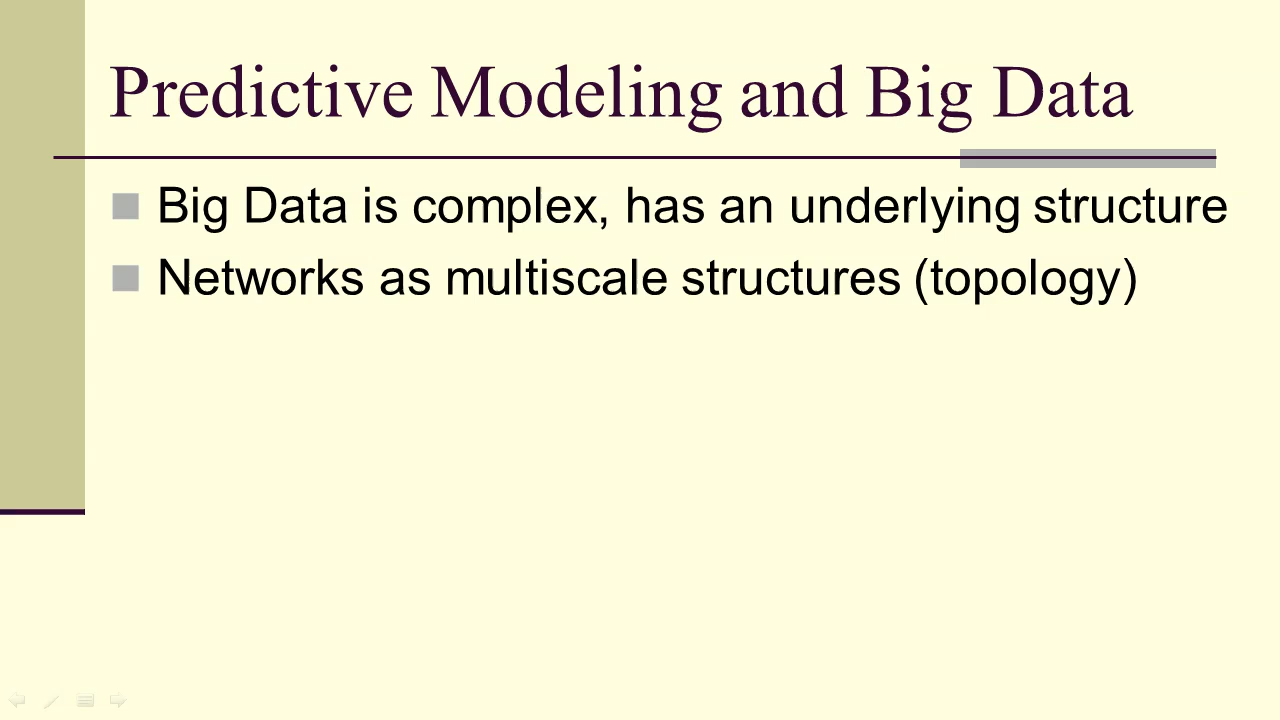 Predictive Modeling and Big Data
Big Data is complex, has an underlying structure
Networks as multiscale structures (topology)